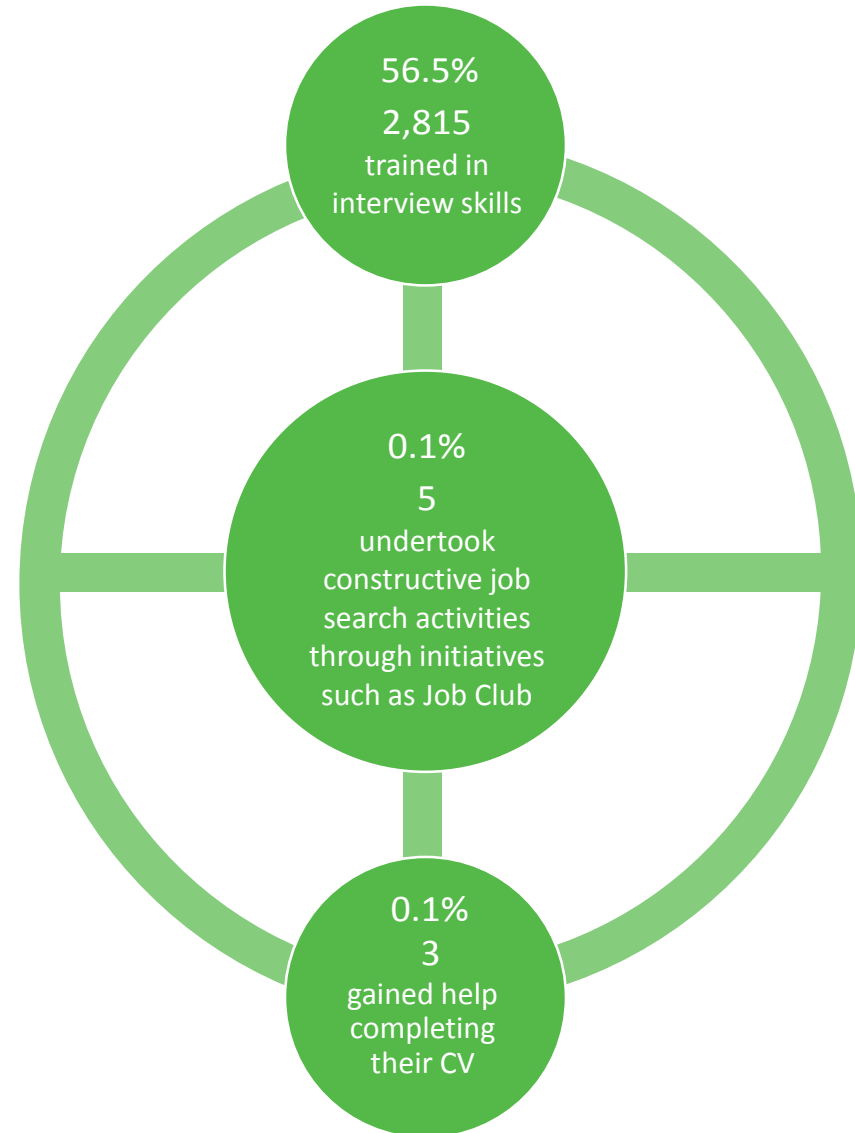 56.5%
2,815
trained in
interview skills
0.1%
5
undertook
constructive job
search activities
through initiatives
such as Job Club
0.1%
3
gained help
completing
their CV